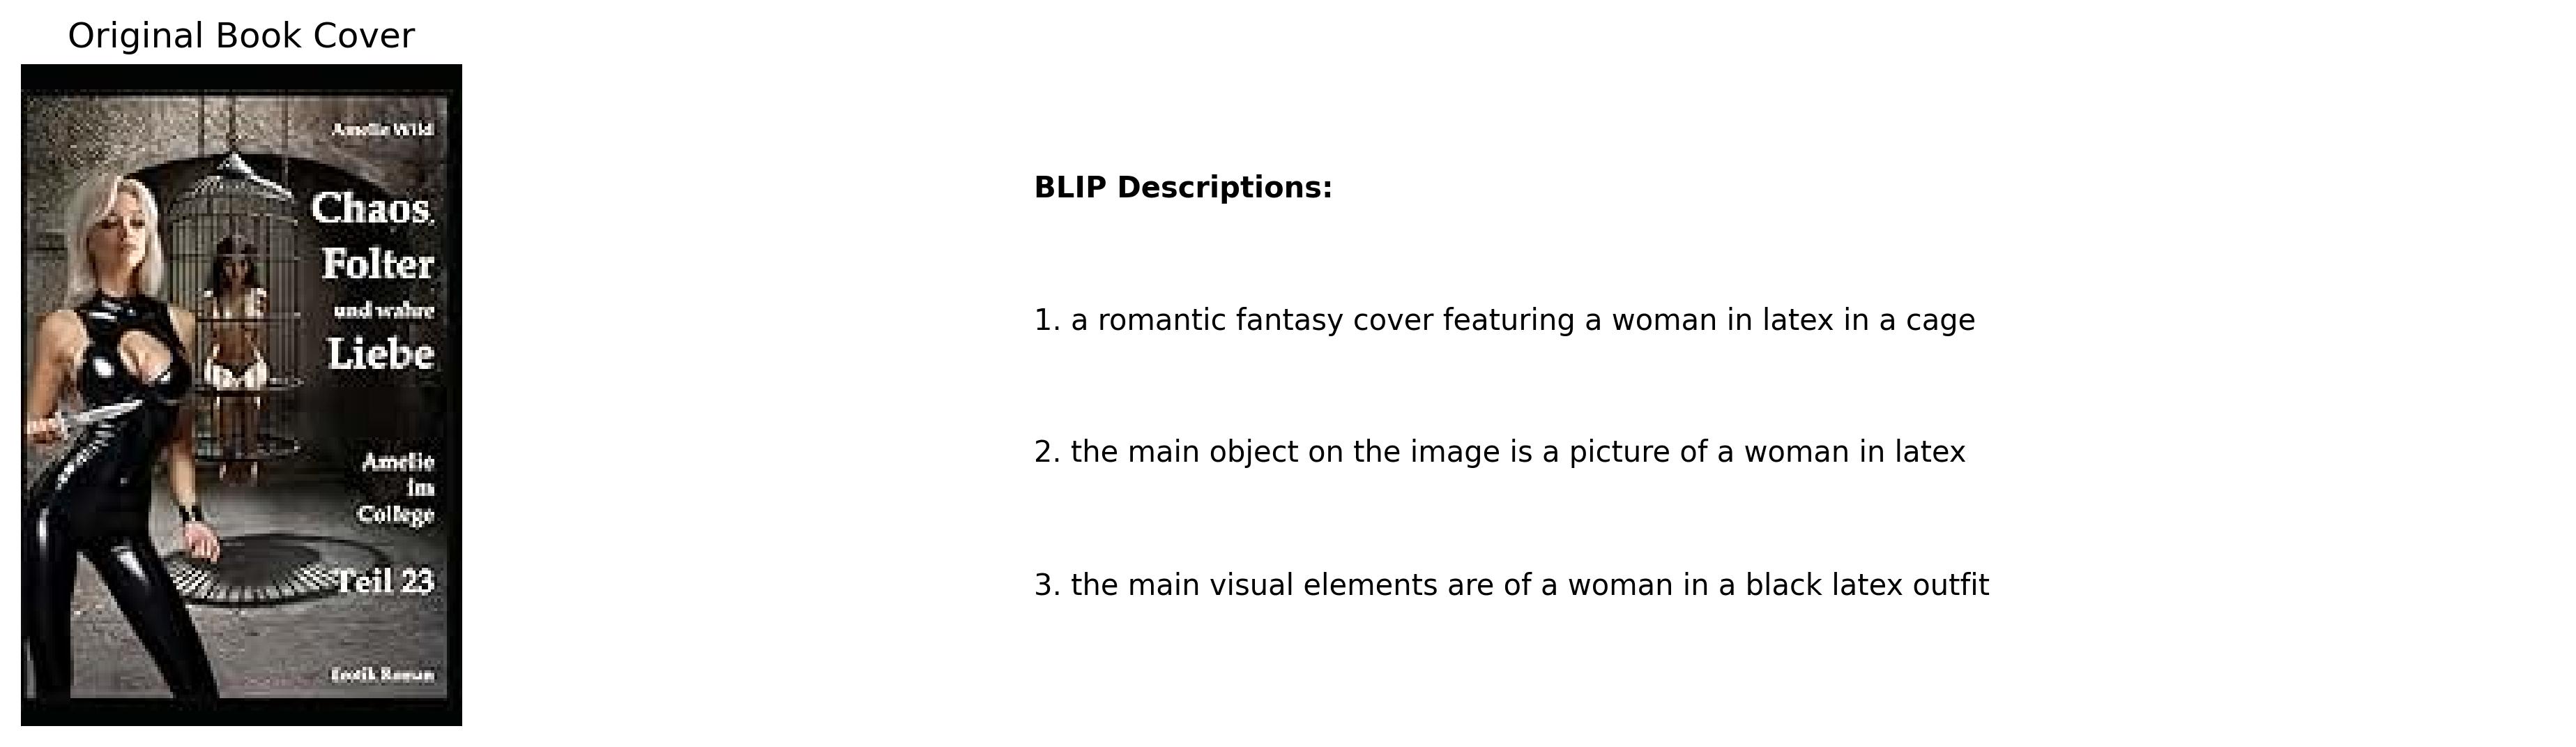 Original Book Cover
Amelie Wild
Chaos,
Folter
und wahre
Liebe
Amelie
im
College
Teil 23
Erotik Roman
BLIP Descriptions:
1. a romantic fantasy cover featuring a woman in latex in a cage
2. the main object on the image is a picture of a woman in latex
3. the main visual elements are of a woman in a black latex outfit